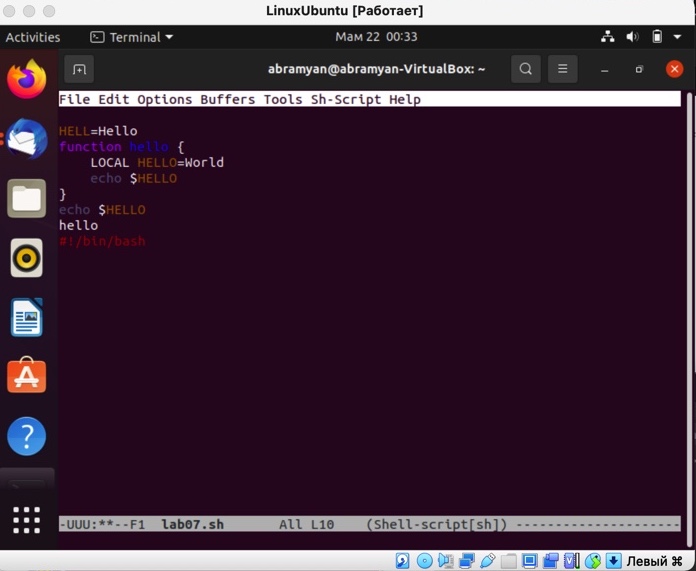 LinuxUbuntu [Работает]
Activities Terminal Мам 22 00:33
abramyan@abramyan-VirtualBox: ~
File Edit Options Buffers Tools Sh-Script Help
HELL=Hello
function hello {
    LOCAL HELLO=World
    echo $HELLO
}
echo $HELLO
hello
#!/bin/bash
-UUU:**--F1  lab07.sh       All L10    (Shell-script[sh]) ---------------------
Левый ⌘